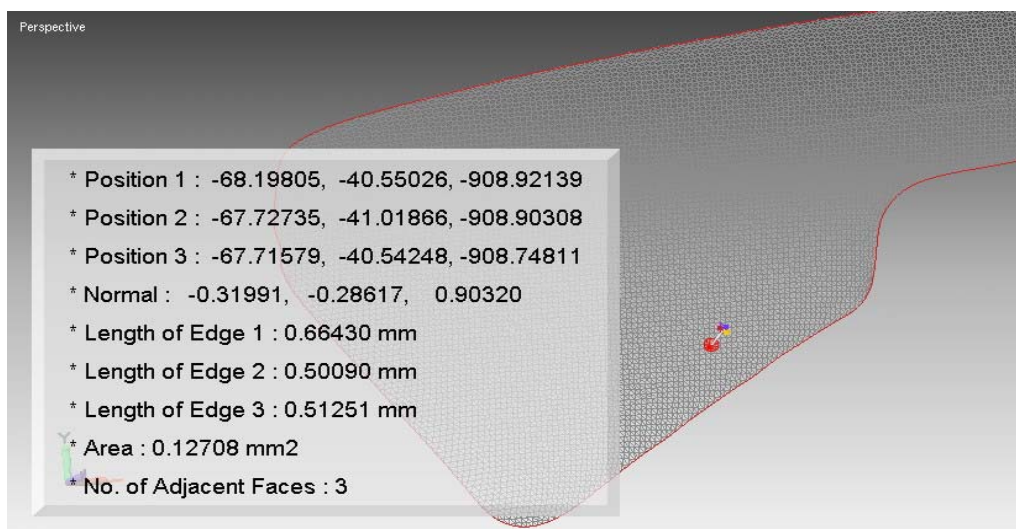 Perspective
* Position 1 : -68.19805, -40.55026, -908.92139
* Position 2 : -67.72735, -41.01866, -908.90308
* Position 3 : -67.71579, -40.54248, -908.74811
* Normal : -0.31991, -0.28617, 0.90320
* Length of Edge 1 : 0.66430 mm
* Length of Edge 2 : 0.50090 mm
* Length of Edge 3 : 0.51251 mm
* Area : 0.12708 mm2
Y
* No. of Adjacent Faces : 3